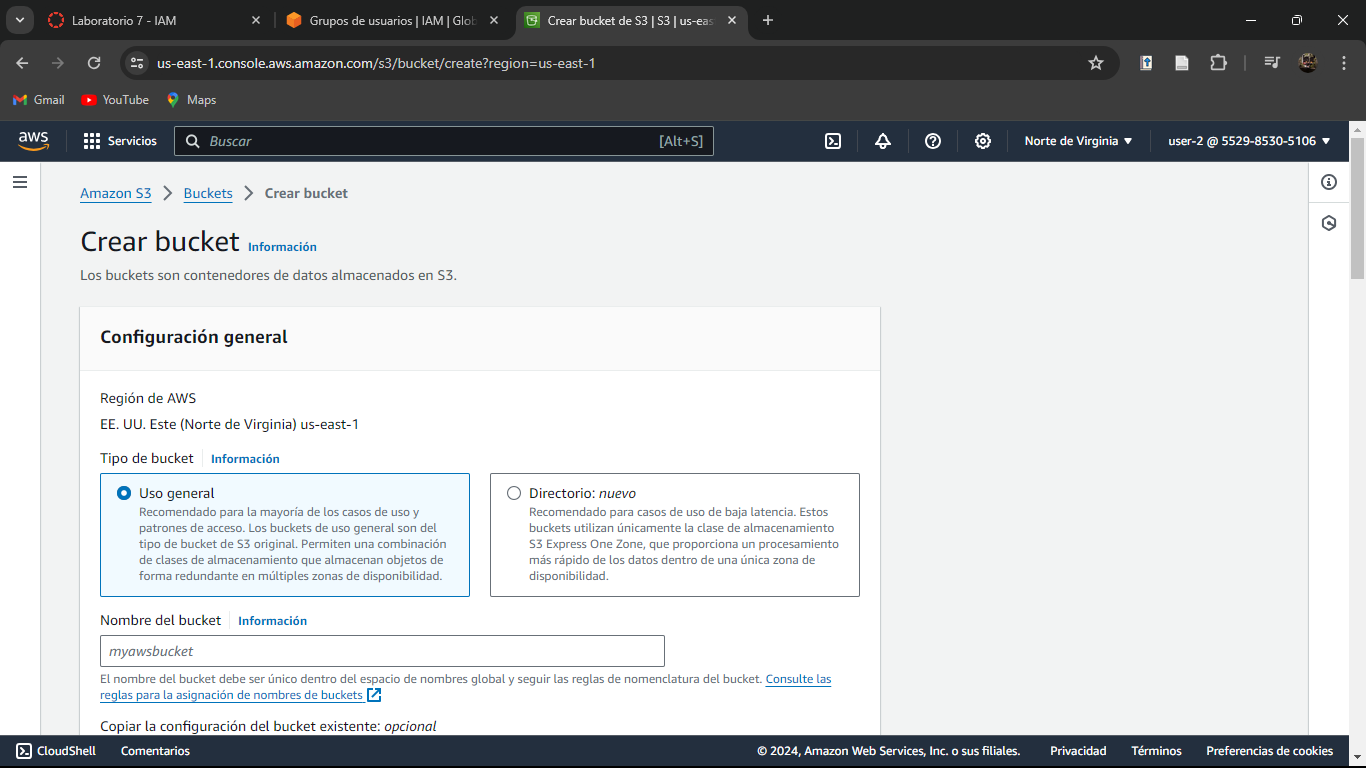 Laboratorio 7 - IAM
Grupos de usuarios | IAM | Glob
Crear bucket de S3 | S3 | us-eas
us-east-1.console.aws.amazon.com/s3/bucket/create?region=us-east-1
Gmail
YouTube
Maps
aws
Servicios
Buscar
[Alt+S]
Norte de Virginia
user-2 @ 5529-8530-5106
Amazon S3
Buckets
Crear bucket
Crear bucket
Información
Los buckets son contenedores de datos almacenados en S3.
Configuración general
Región de AWS
EE. UU. Este (Norte de Virginia) us-east-1
Tipo de bucket
Información
Uso general
Recomendado para la mayoría de los casos de uso y
patrones de acceso. Los buckets de uso general son del
tipo de bucket de S3 original. Permiten una combinación
de clases de almacenamiento que almacenan objetos de
forma redundante en múltiples zonas de disponibilidad.
Directorio: nuevo
Recomendado para casos de uso de baja latencia. Estos
buckets utilizan únicamente la clase de almacenamiento
S3 Express One Zone, que proporciona un procesamiento
más rápido de los datos dentro de una única zona de
disponibilidad.
Nombre del bucket
Información
myawsbucket
El nombre del bucket debe ser único dentro del espacio de nombres global y seguir las reglas de nomenclatura del bucket. Consulte las
reglas para la asignación de nombres de buckets
Copiar la configuración del bucket existente: opcional
CloudShell
Comentarios
© 2024, Amazon Web Services, Inc. o sus filiales.
Privacidad
Términos
Preferencias de cookies